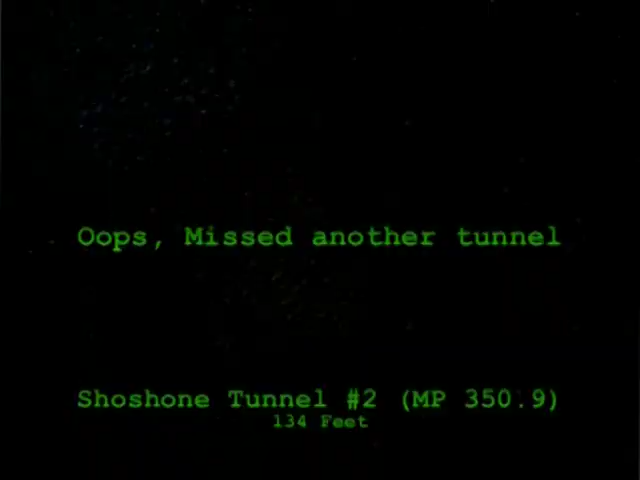 Oops, Missed another tunnel
Shoshone Tunnel #2 (MP 350.9)
134 Feet